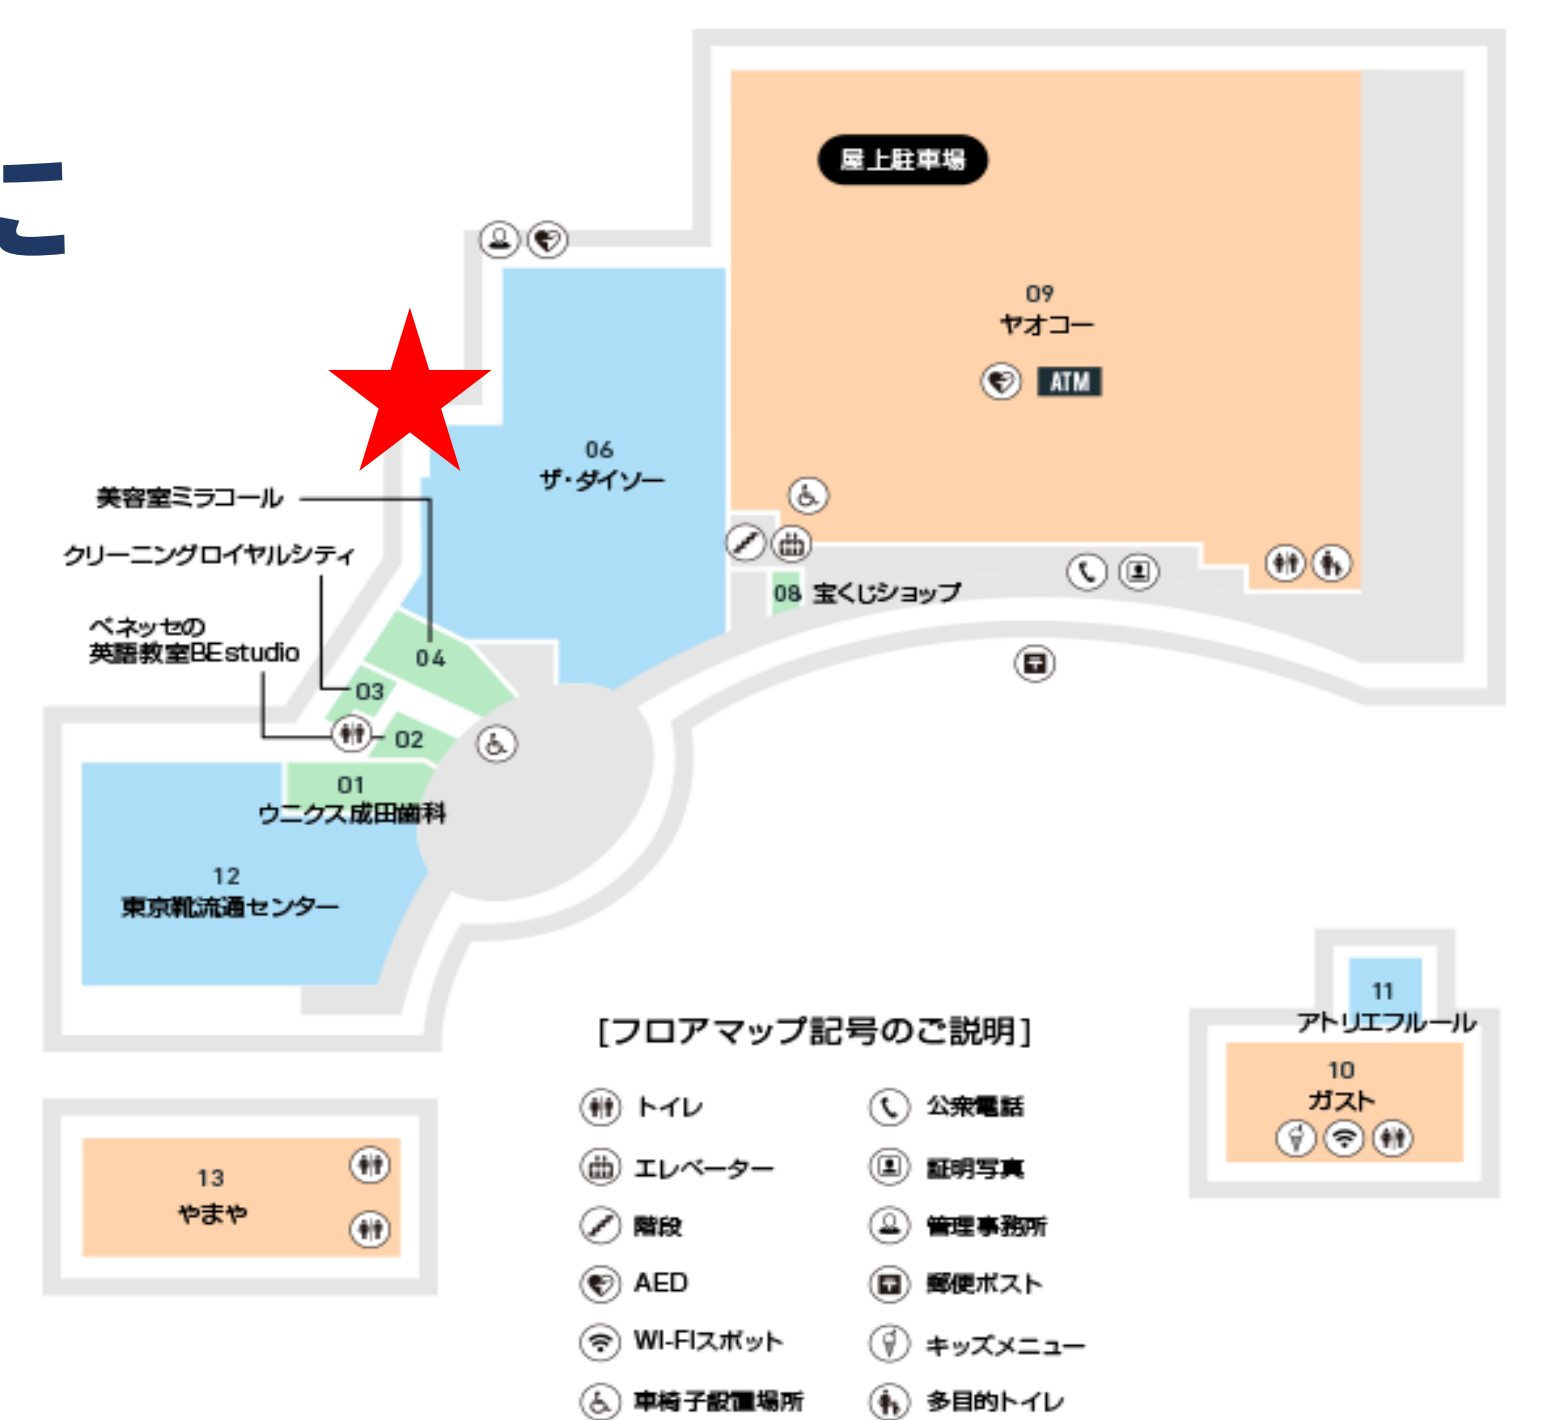 に
屋上駐車場
09
ヤオコー
ATM
06
ザ・ダイソー
美容室ミラコール
クリーニングロイヤルシティ
ベネッセの
英語教室BEstudio
04
03
02
08 宝くじショップ
01
ウニクス成田歯科
12
東京靴流通センター
11
アトリエフルール
10
ガスト
13
やまや
[フロアマップ記号のご説明]
トイレ
公衆電話
エレベーター
証明写真
階段
管理事務所
AED
郵便ポスト
WI-FIスポット
キッズメニュー
車椅子設置場所
多目的トイレ